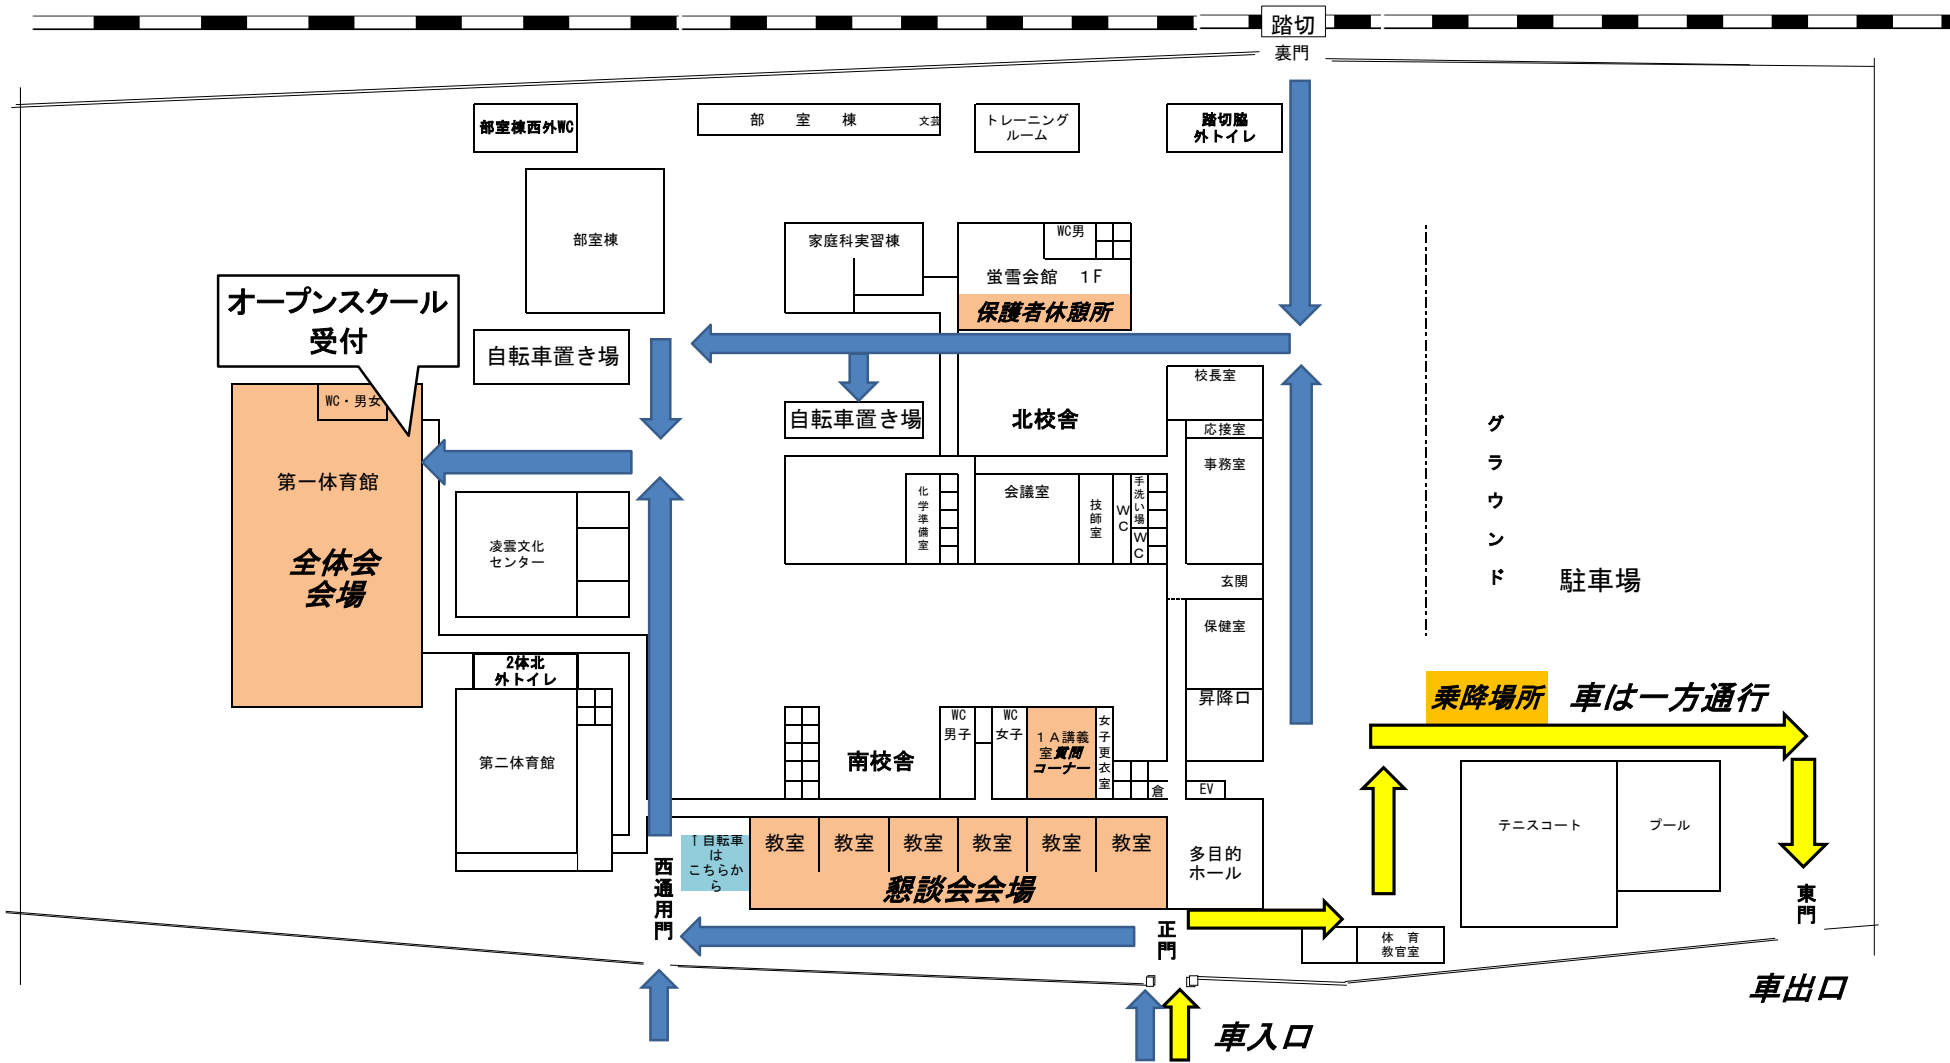 踏切
裏門
部室棟西外WC
部 室 棟 文芸
トレーニング
ルーム
踏切脇
外トイレ
部室棟
家庭科実習棟
WC男
蛍雪会館 1F
保護者休憩所
オープンスクール
受付
自転車置き場
自転車置き場
北校舎
校長室
応接室
事務室
WC・男女
第一体育館
全体会
会場
凌雲文化
センター
化学準備室
会議室
技師室
WC
手洗い場
WC
玄関
保健室
昇降口
グラウンド
駐車場
2体北
外トイレ
第二体育館
南校舎
WC
男子
WC
女子
1A講義
室質問
コーナー
女子更衣室
倉
EV
乗降場所
車は一方通行
テニスコート
プール
↑自転車
は
こちらか
ら
教室
教室
教室
教室
教室
教室
懇談会会場
多目的
ホール
西通用門
正門
体 育
教官室
東門
車出口
車入口